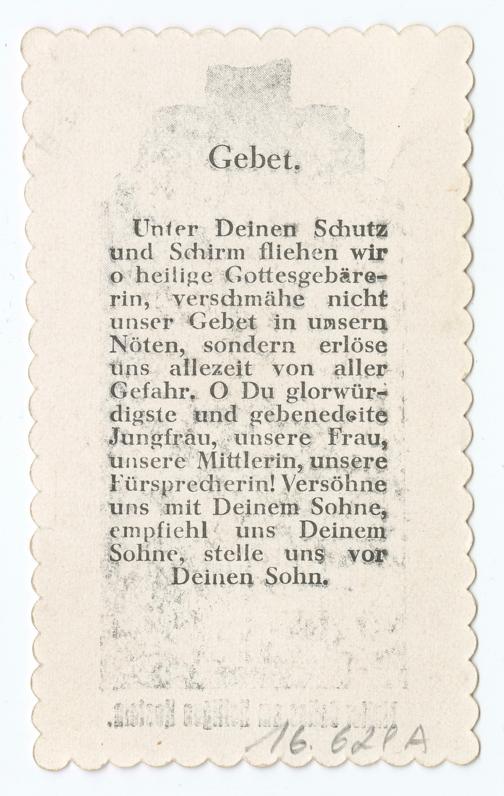 Gebet.
Unter Deinen Schutz
und Schirm fliehen wir
o heilige Gottesgebäre-
rin, verschmähe nicht
unser Gebet in unsern
Nöten, sondern erlöse
uns allezeit von aller
Gefahr. O Du glorwür-
digste und gebenedeite
Jungfrau, unsere Frau,
unsere Mittlerin, unsere
Fürsprecherin! Versöhne
uns mit Deinem Sohne,
empfiehl uns Deinem
Sohne, stelle uns vor
Deinen Sohn.
16. 628 A